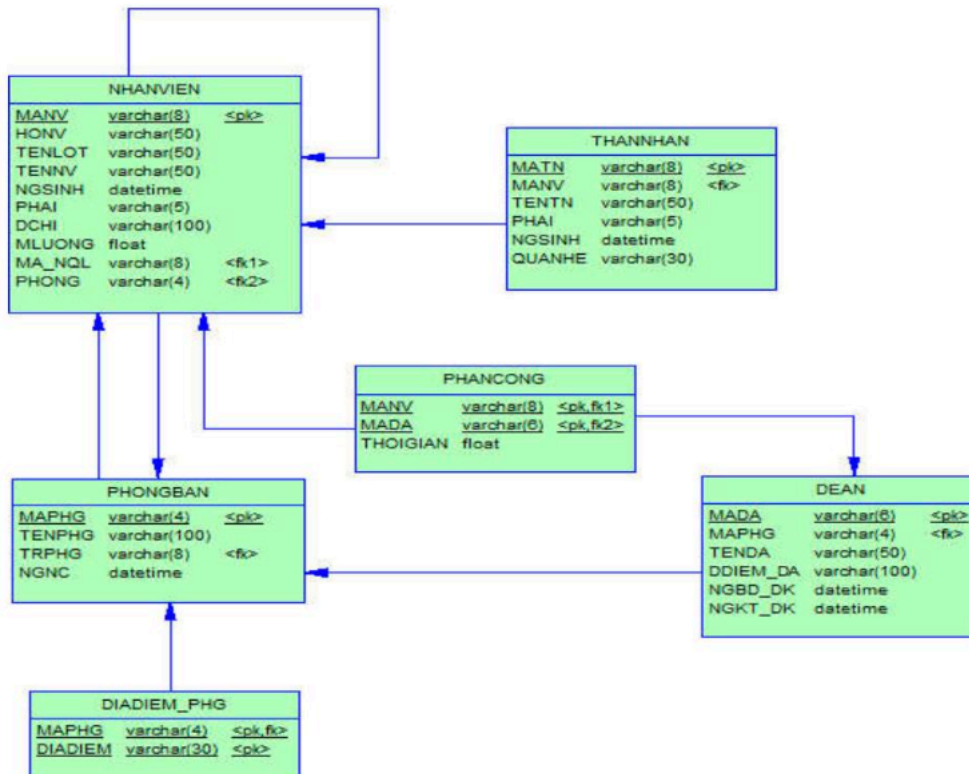 NHANVIEN
MANV varchar(8) <pk>
HONV varchar(50)
TENLOT varchar(50)
TENNV varchar(50)
NGSINH datetime
PHAI varchar(5)
DCHI varchar(100)
MLUONG float
MA_NQL varchar(8) <fk1>
PHONG varchar(4) <fk2>
THANNHAN
MATN varchar(8) <pk>
MANV varchar(8) <fk>
TENTN varchar(50)
PHAI varchar(5)
NGSINH datetime
QUANHE varchar(30)
PHANCONG
MANV varchar(8) <pk,fk1>
MADA varchar(6) <pk,fk2>
THOIGIAN float
PHONGBAN
MAPHG varchar(4) <pk>
TENPHG varchar(100)
TRPHG varchar(8) <fk>
NGNC datetime
DEAN
MADA varchar(6) <pk>
MAPHG varchar(4) <fk>
TENDA varchar(50)
DDIEM_DA varchar(100)
NGBD_DK datetime
NGKT_DK datetime
DIADIEM_PHG
MAPHG varchar(4) <pk,fk>
DIADIEM varchar(30) <pk>